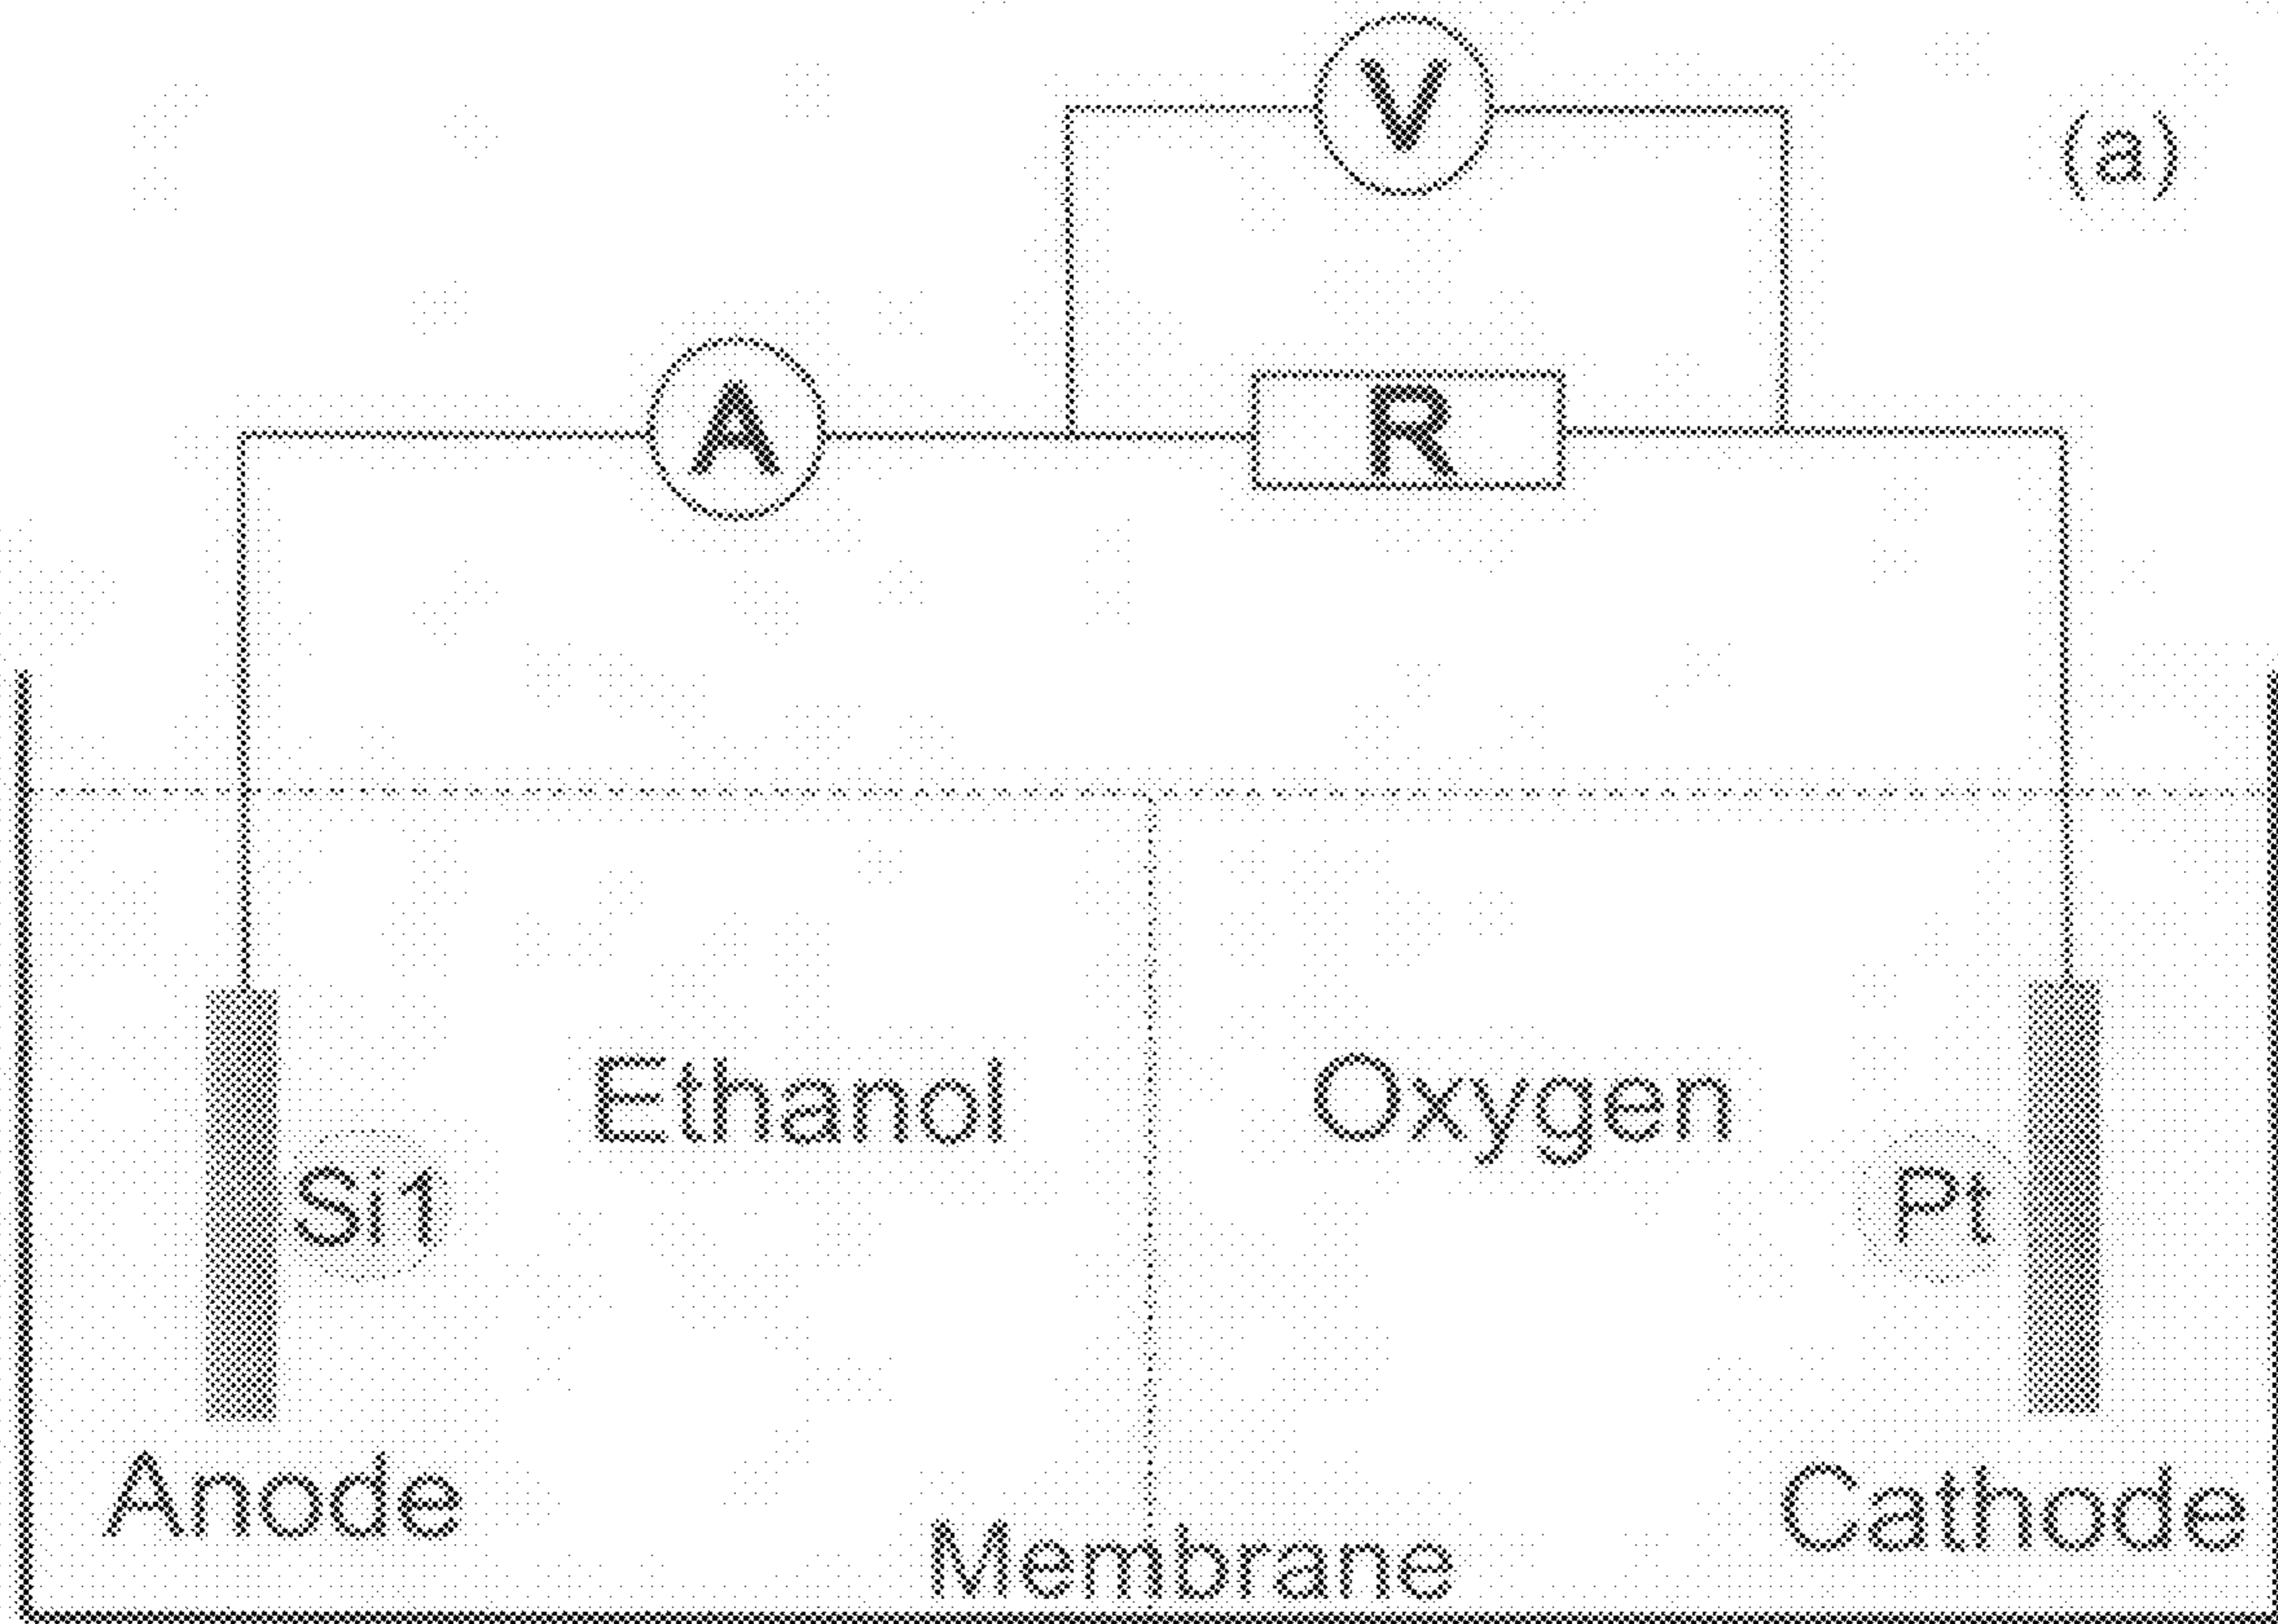 V
(a)
A
R
Ethanol
Oxygen
Si1
Pt
Anode
Cathode
Membrane